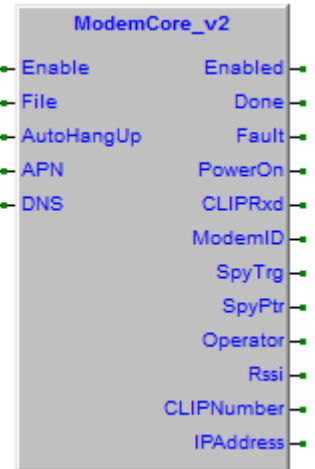 ModemCore_v2
Enable Enabled
File Done
AutoHangUp Fault
APN PowerOn
DNS CLIPRxd
ModemID
SpyTrg
SpyPtr
Operator
Rssi
CLIPNumber
IPAddress